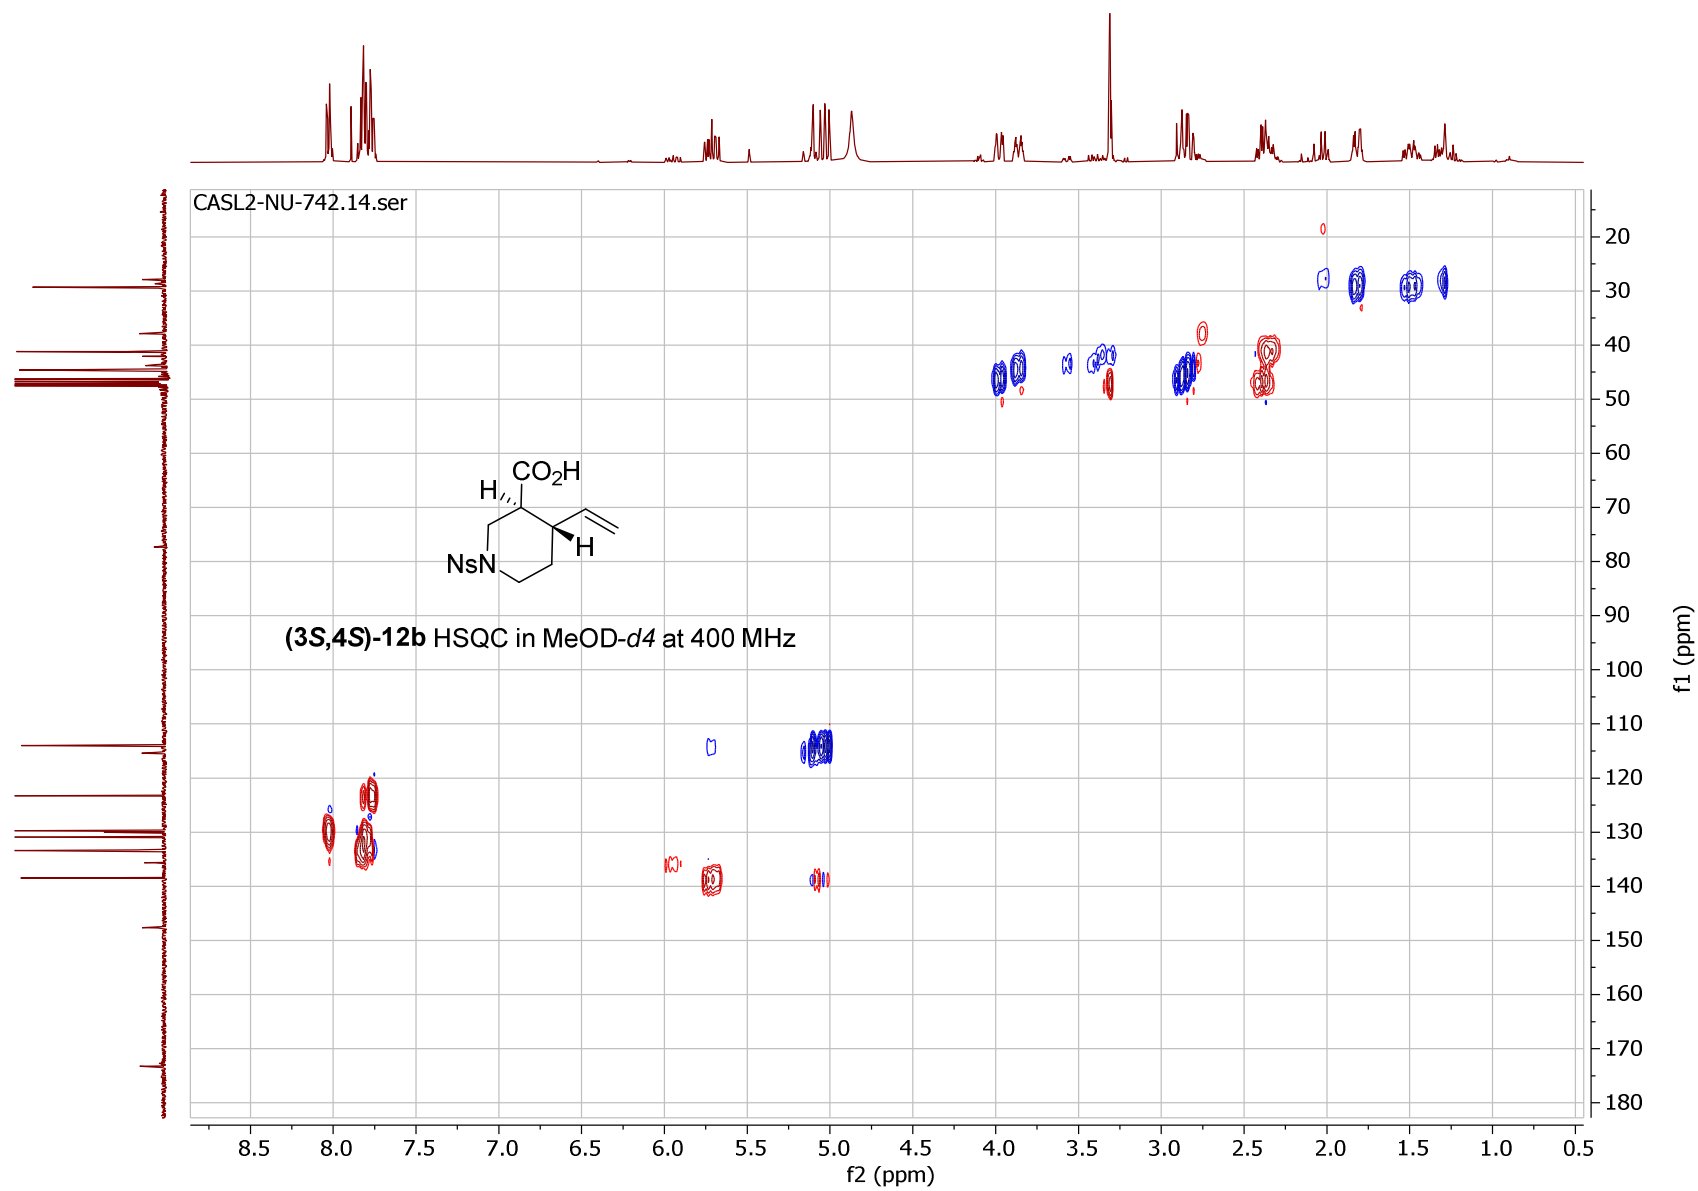 CASL2-NU-742.14.ser
CO2H
H
H
NsN
(3S,4S)-12b HSQC in MeOD-d4 at 400 MHz
20
30
40
50
60
70
80
90
100
110
120
130
140
150
160
170
180
f1 (ppm)
8.5 8.0 7.5 7.0 6.5 6.0 5.5 5.0 4.5 4.0 3.5 3.0 2.5 2.0 1.5 1.0 0.5
f2 (ppm)